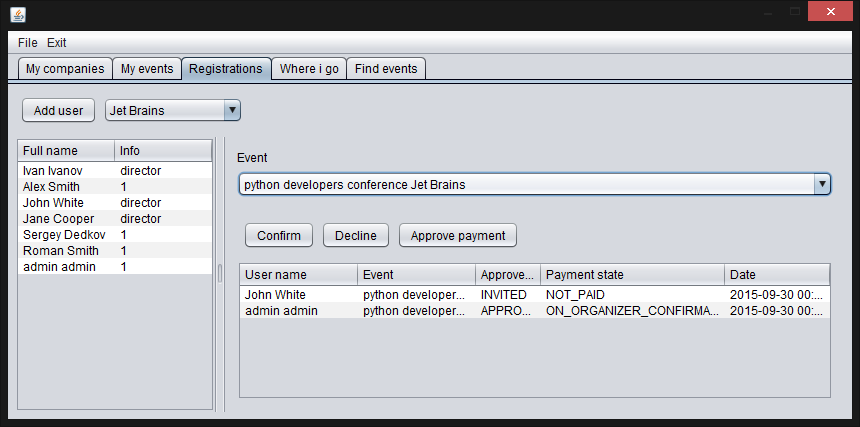 File Exit
My companies My events Registrations Where i go Find events
Add user Jet Brains
Full name Info
Ivan Ivanov director
Alex Smith 1
John White director
Jane Cooper director
Sergey Dedkov 1
Roman Smith 1
admin admin 1
Event
python developers conference Jet Brains
Confirm Decline Approve payment
User name Event Approve... Payment state Date
John White python developer... INVITED NOT_PAID 2015-09-30 00:...
admin admin python developer... APPRO... ON_ORGANIZER_CONFIRMA... 2015-09-30 00:...